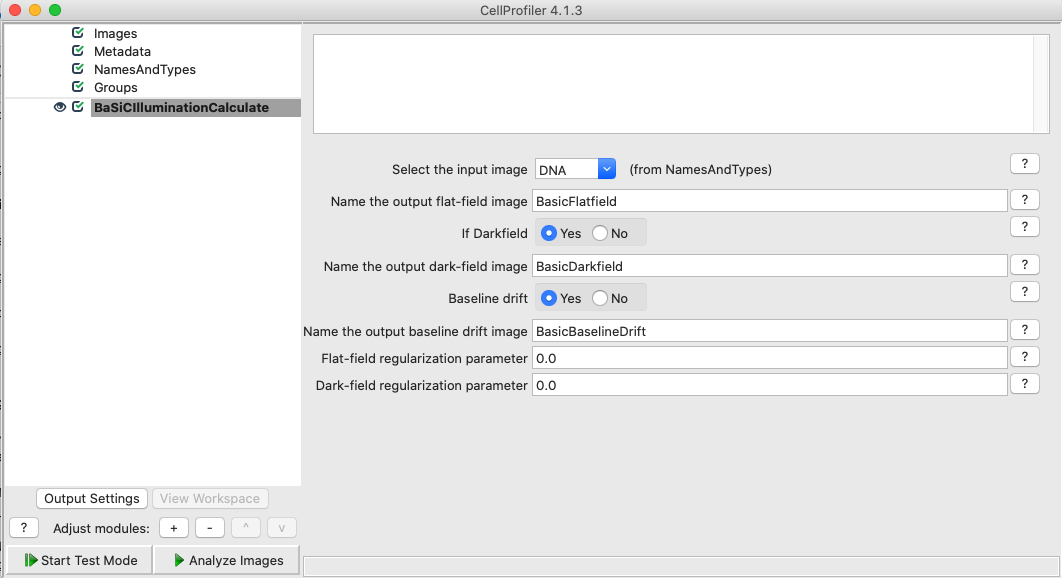 CellProfiler 4.1.3
Images
Metadata
NamesAndTypes
Groups
BaSiCIlluminationCalculate
Select the input image DNA (from NamesAndTypes) ?
Name the output flat-field image BasicFlatfield ?
If Darkfield Yes No ?
Name the output dark-field image BasicDarkfield ?
Baseline drift Yes No ?
Name the output baseline drift image BasicBaselineDrift ?
Flat-field regularization parameter 0.0 ?
Dark-field regularization parameter 0.0 ?
Output Settings View Workspace
? Adjust modules: + - ^ v
Start Test Mode Analyze Images